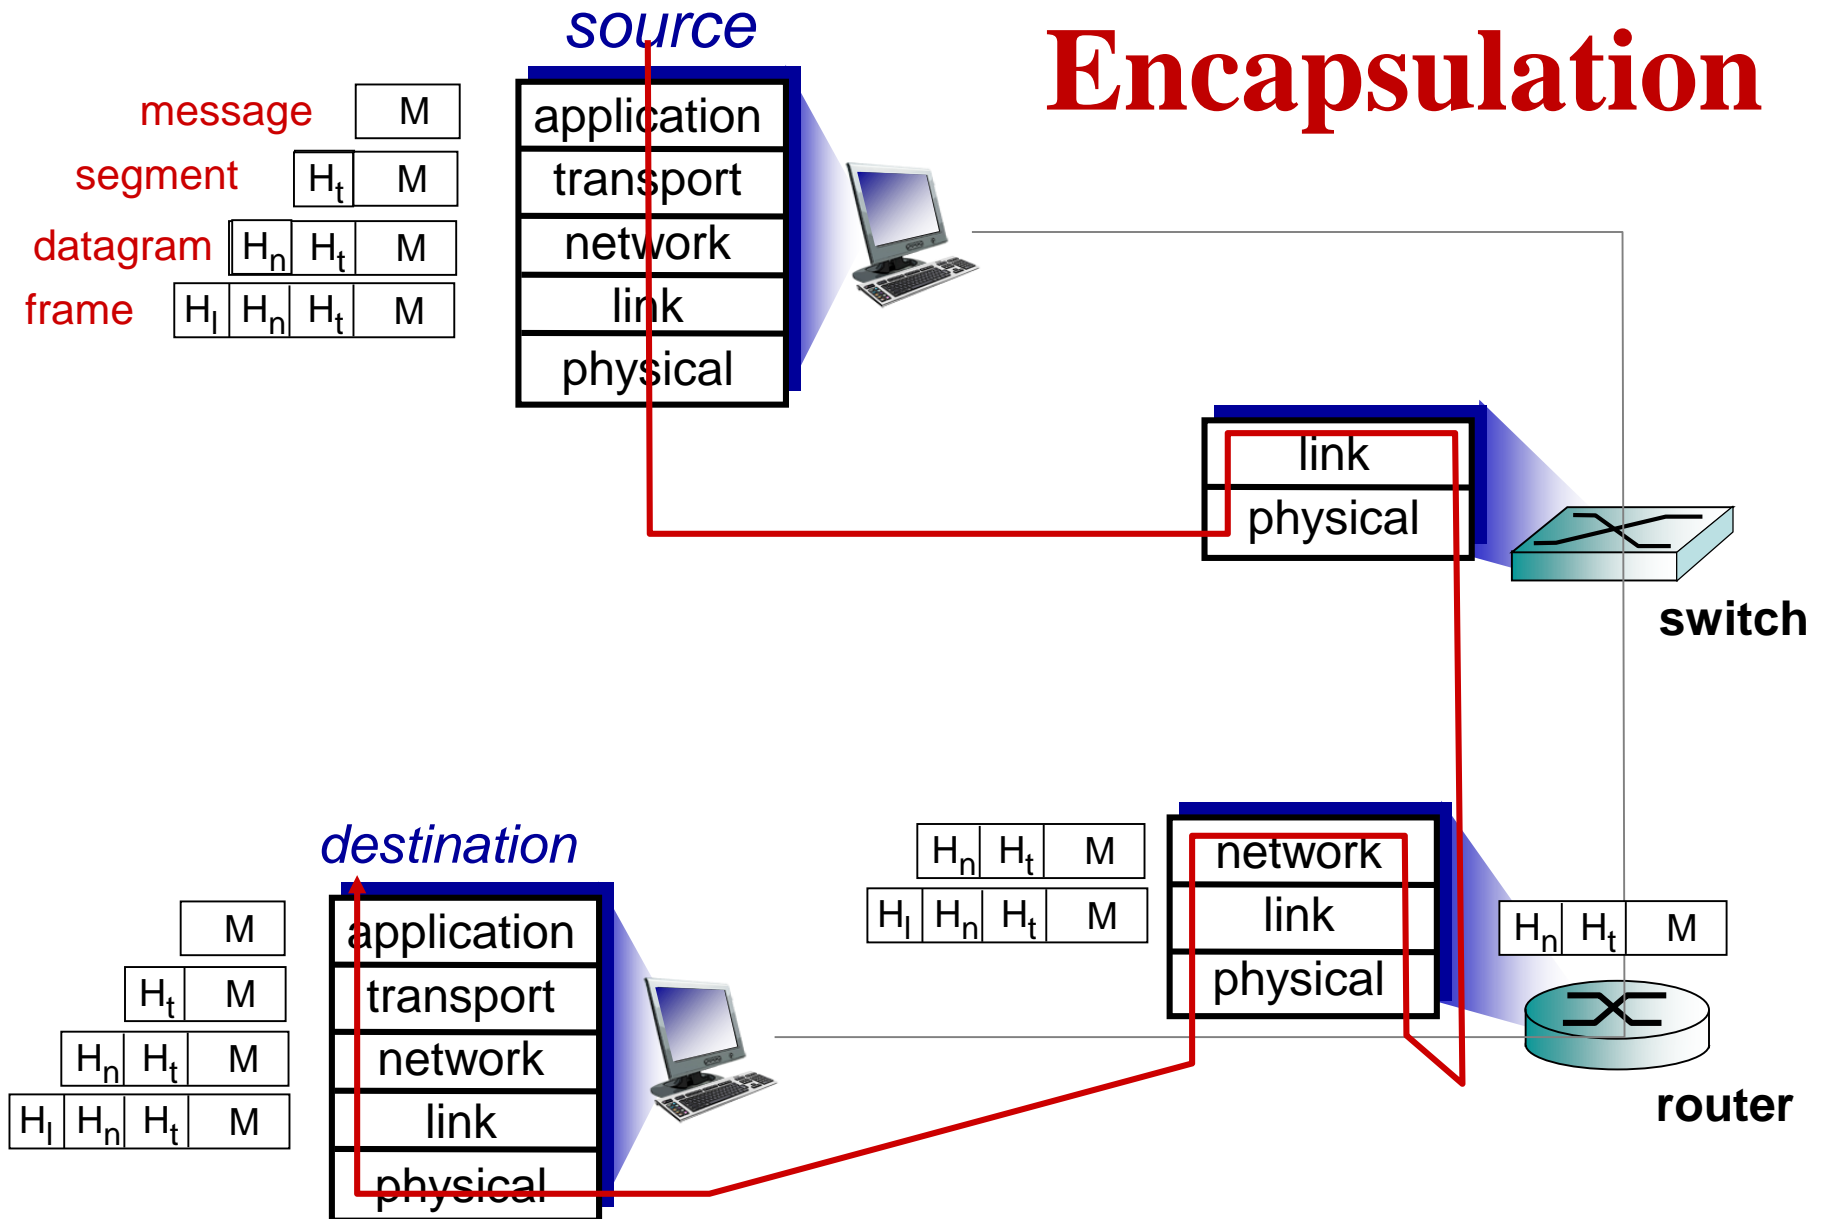 source
Encapsulation
message M
application
segment Ht M
transport
datagram Hn Ht M
network
frame Hl Hn Ht M
link
physical
link
physical
switch
destination
Hn Ht M
network
Hl Hn Ht M
link
physical
Hn Ht M
router
M
application
Ht M
transport
Hn Ht M
network
Hl Hn Ht M
link
physical